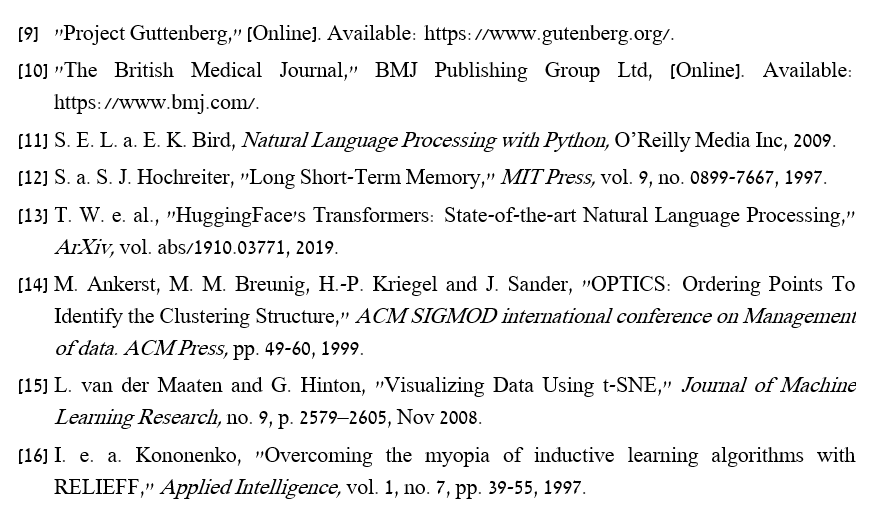 [9] "Project Guttenberg," [Online]. Available: https://www.gutenberg.org/.
[10] "The British Medical Journal," BMJ Publishing Group Ltd, [Online]. Available:
https://www.bmj.com/.
[11] S. E. L. a. E. K. Bird, Natural Language Processing with Python, O'Reilly Media Inc, 2009.
[12] S. a. S. J. Hochreiter, "Long Short-Term Memory," MIT Press, vol. 9, no. 0899-7667, 1997.
[13] T. W. e. al., "HuggingFace's Transformers: State-of-the-art Natural Language Processing,"
ArXiv, vol. abs/1910.03771, 2019.
[14] M. Ankerst, M. M. Breunig, H.-P. Kriegel and J. Sander, "OPTICS: Ordering Points To
Identify the Clustering Structure," ACM SIGMOD international conference on Management
of data. ACM Press, pp. 49-60, 1999.
[15] L. van der Maaten and G. Hinton, "Visualizing Data Using t-SNE," Journal of Machine
Learning Research, no. 9, p. 2579–2605, Nov 2008.
[16] I. e. a. Kononenko, "Overcoming the myopia of inductive learning algorithms with
RELIEFF," Applied Intelligence, vol. 1, no. 7, pp. 39-55, 1997.